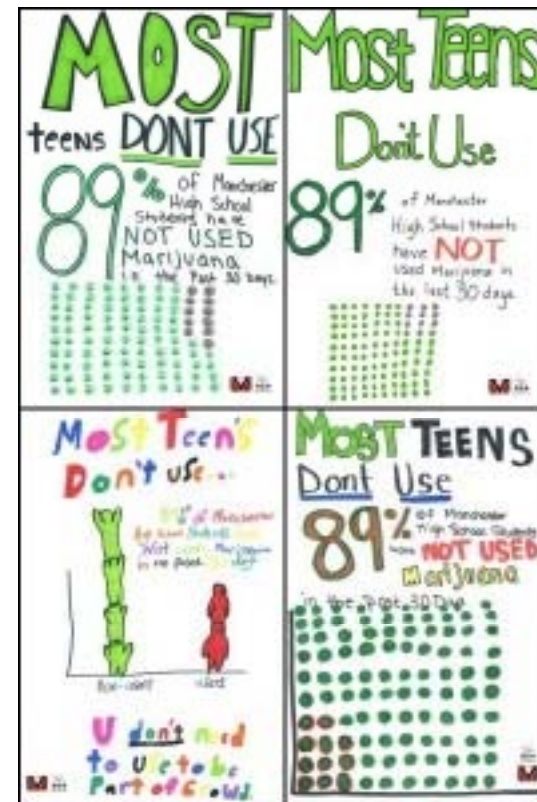 MOST
teens DONT USE
89% of Manchester
High School
Students have
NOT USED
Marijuana
in the Past 30 Days
Most Teens
Don't Use
89% of Manchester
High School Students
have NOT
used Marijuana in
the last 30 days
MoSt Teen's
Don't use....
of Manchester
U don't need
to use to be
Part of Crowd.
MOST TEENS
Dont Use
89% of Manchester
High School Students
have NOT USED
Marijuana
in the Past 30 Days